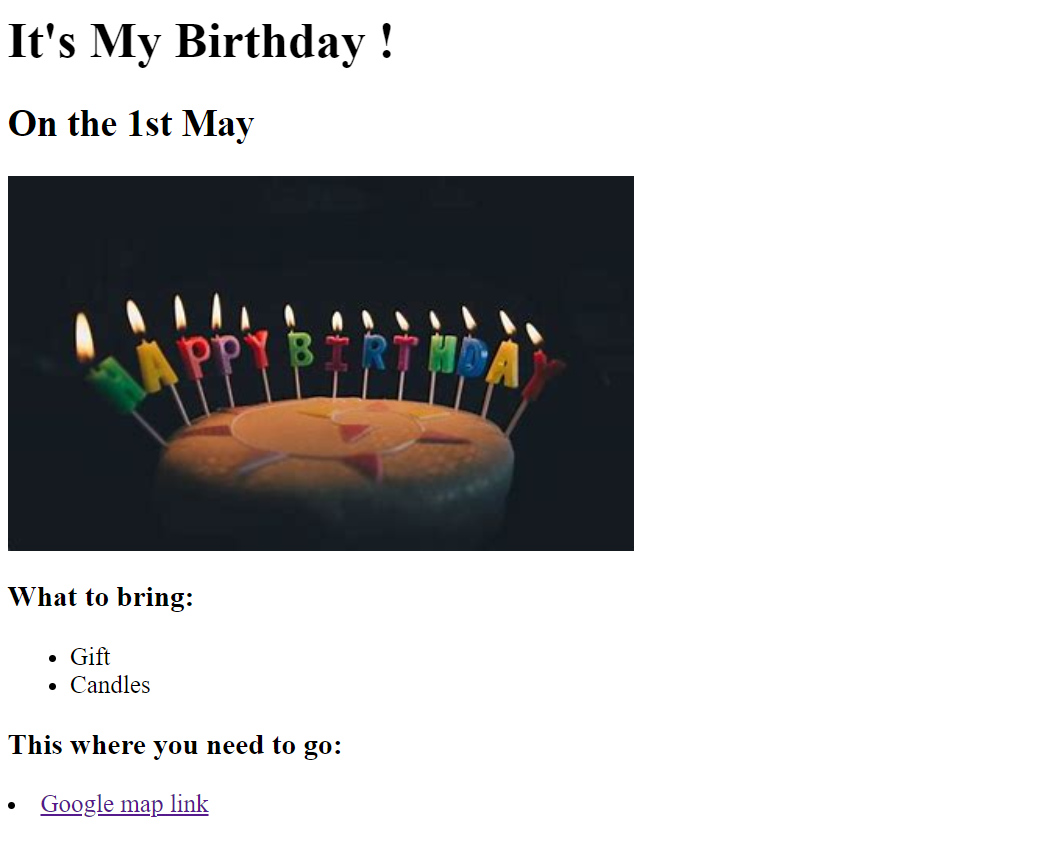 It's My Birthday !
On the 1st May
HAPPY BIRTHDAY
What to bring:
Gift
Candles
This where you need to go:
Google map link